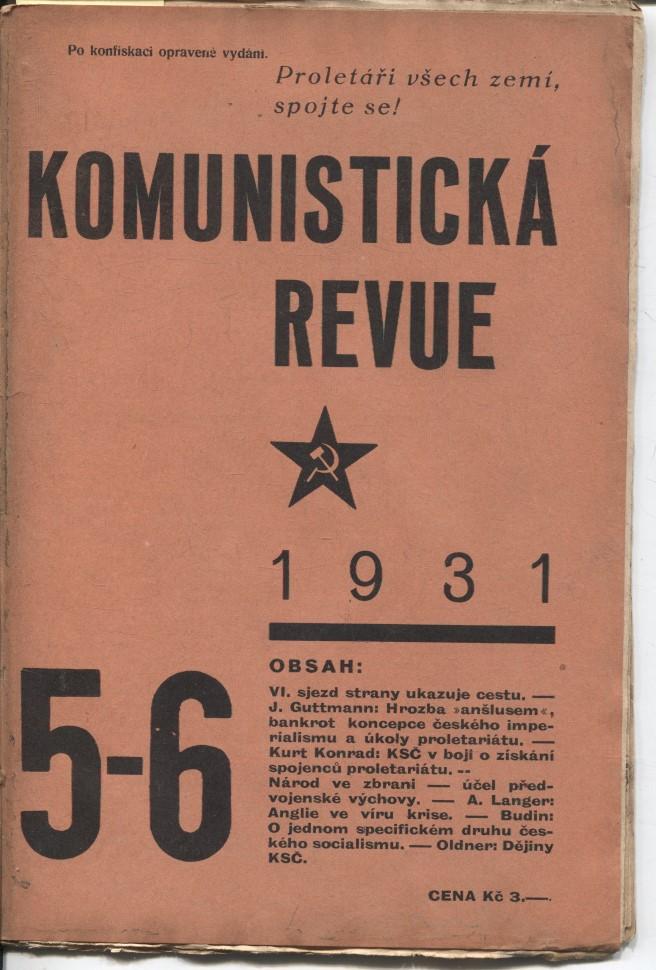 Po konfiskaci opravené vydání.
Proletáři všech zemí,
spojte se!
KOMUNISTICKÁ
REVUE
1931
5-6
OBSAH:
VI. sjezd strany ukazuje cestu. —
J. Guttmann: Hrozba »anšlusem«,
bankrot koncepce českého impe-
rialismu a úkoly proletariátu. —
Kurt Konrad: KSČ v boji o získání
spojenců proletariátu. --
Národ ve zbrani — účel před-
vojenské výchovy. — A. Langer:
Anglie ve víru krise. — Budin:
O jednom specifickém druhu čes-
kého socialismu. — Oldner: Dějiny
KSČ.
CENA Kč 3.—.